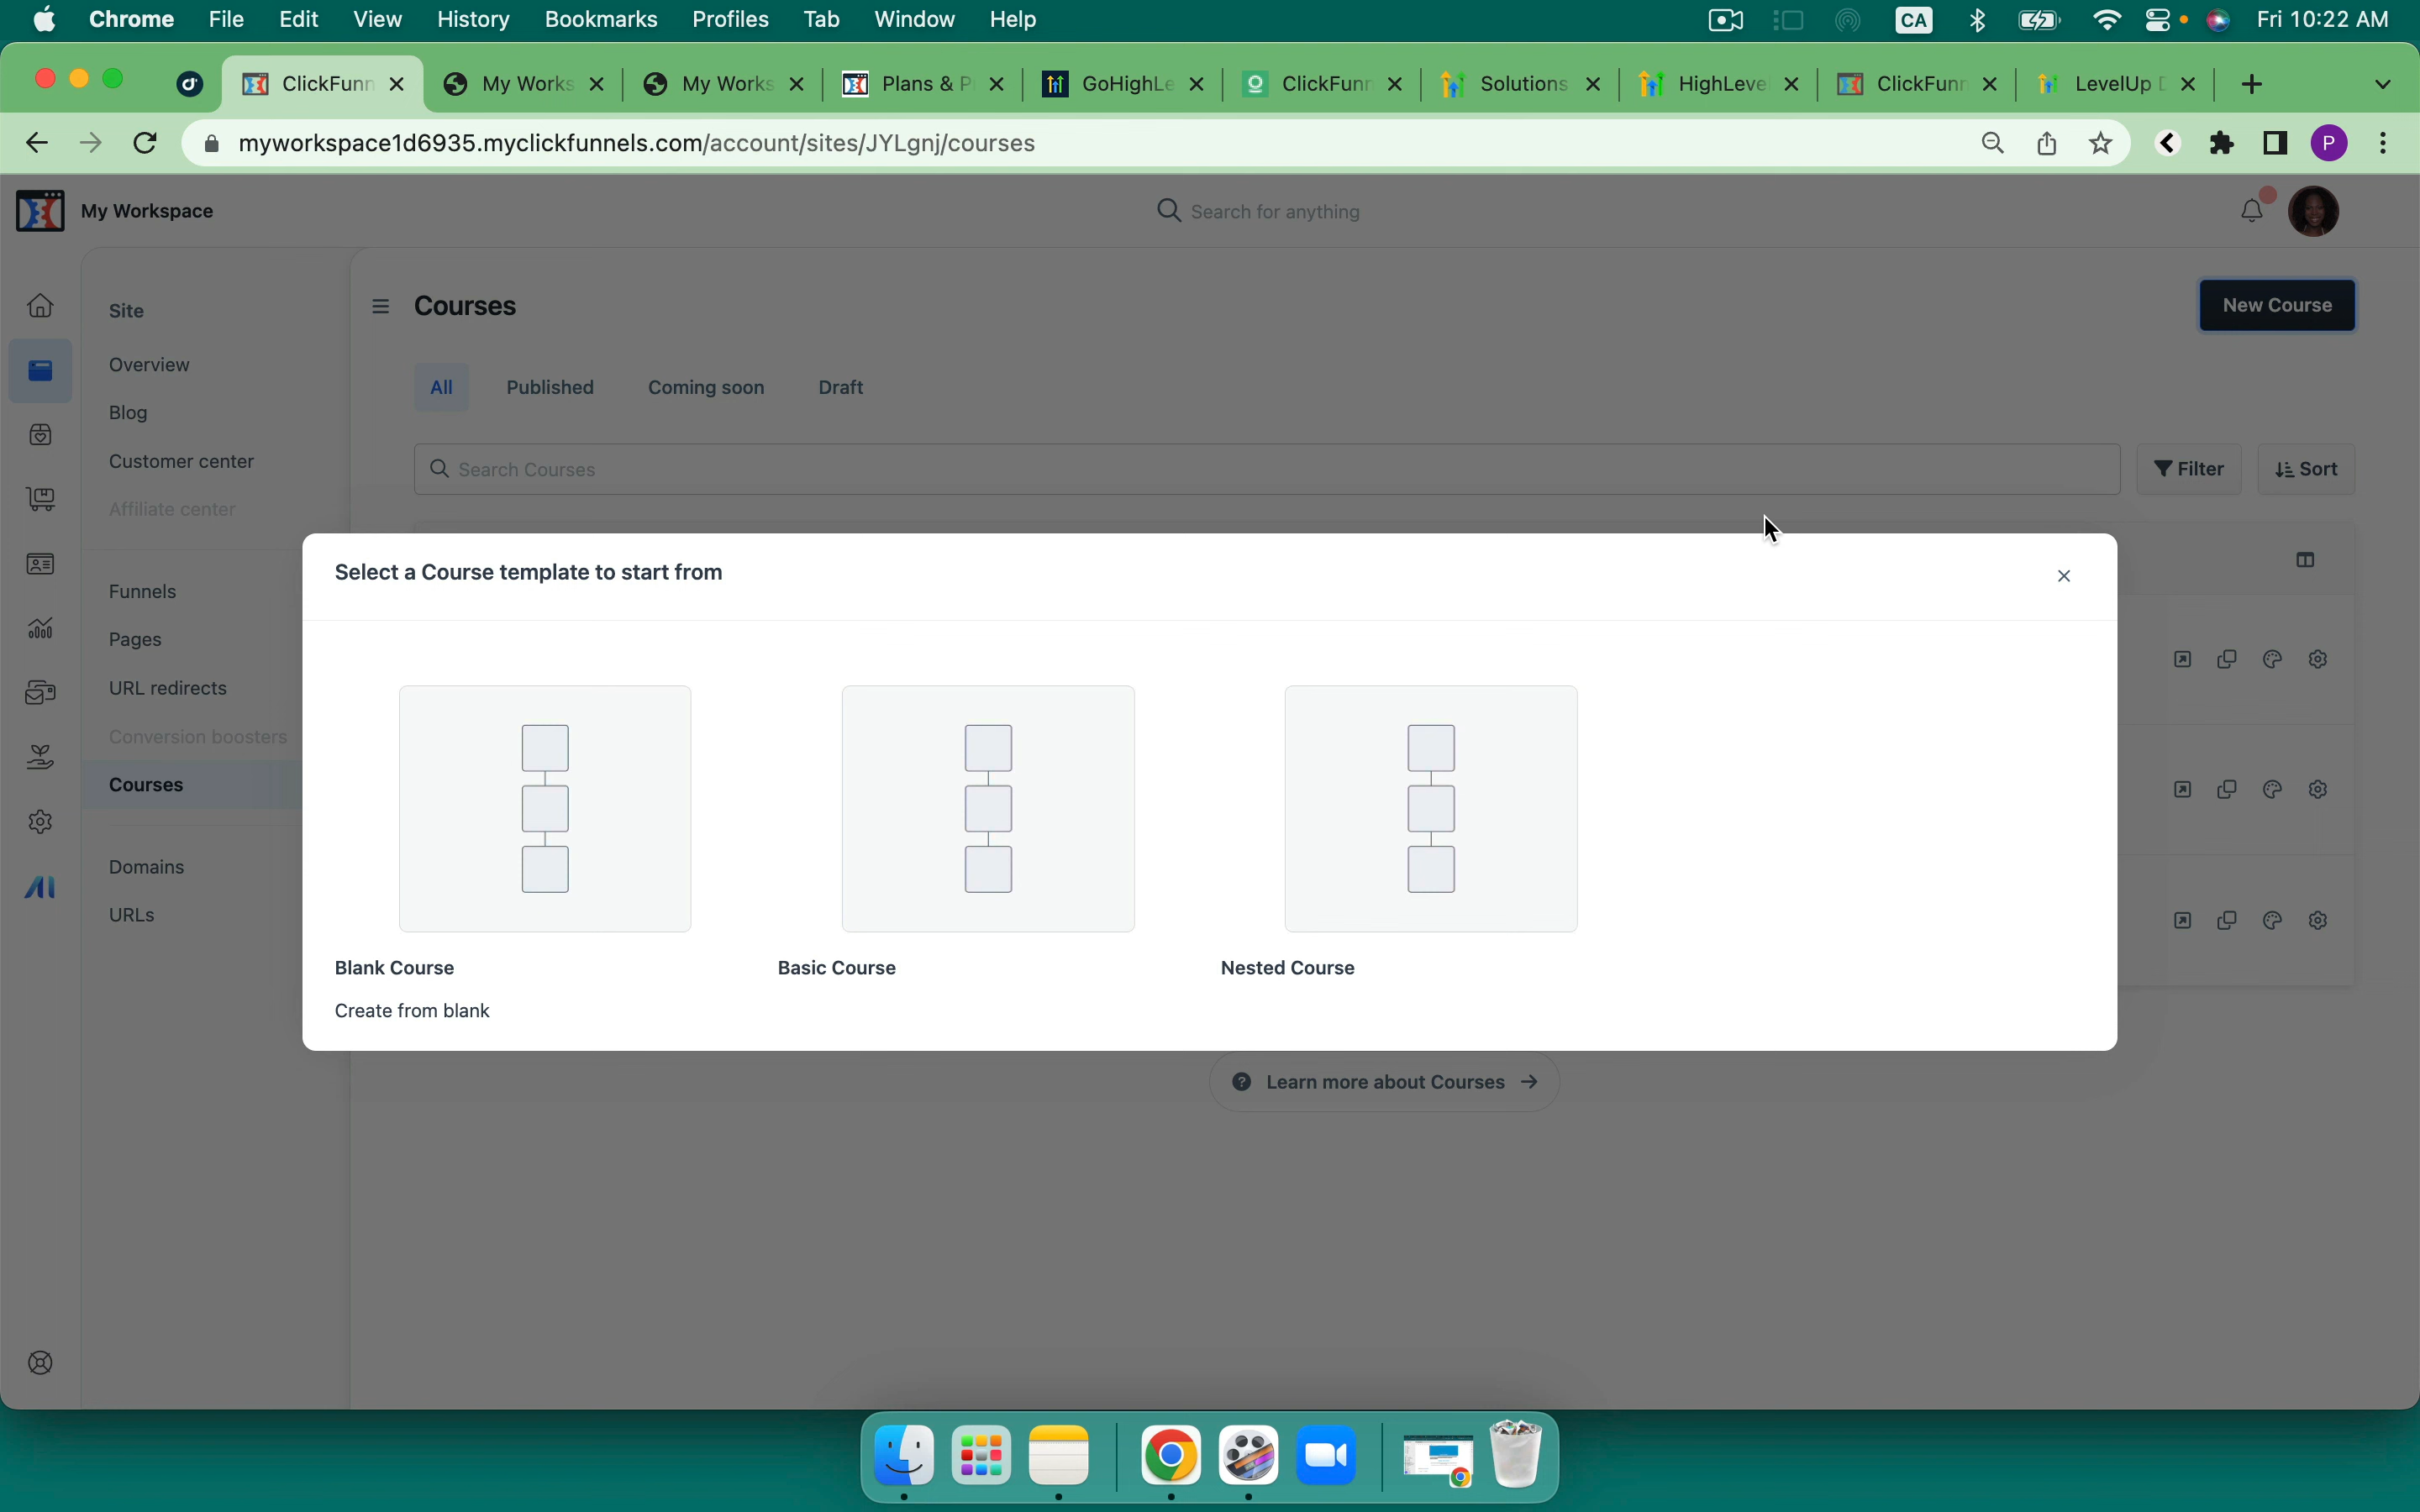 Chrome File Edit View History Bookmarks Profiles Tab Window Help CA Fri 10:22 AM
ClickFunn My Works My Works Plans & P GoHighLe ClickFunn Solutions HighLevel ClickFunn LevelUp D
myworkspace1d6935.myclickfunnels.com/account/sites/JYLgnj/courses P
My Workspace Search for anything
Site
Overview
Blog
Customer center
Affiliate center
Funnels
Pages
URL redirects
Conversion boosters
Courses
Domains
URLs
AI
Courses New Course
All Published Coming soon Draft
Search Courses Filter Sort
Select a Course template to start from
Blank Course Basic Course Nested Course
Create from blank
Learn more about Courses